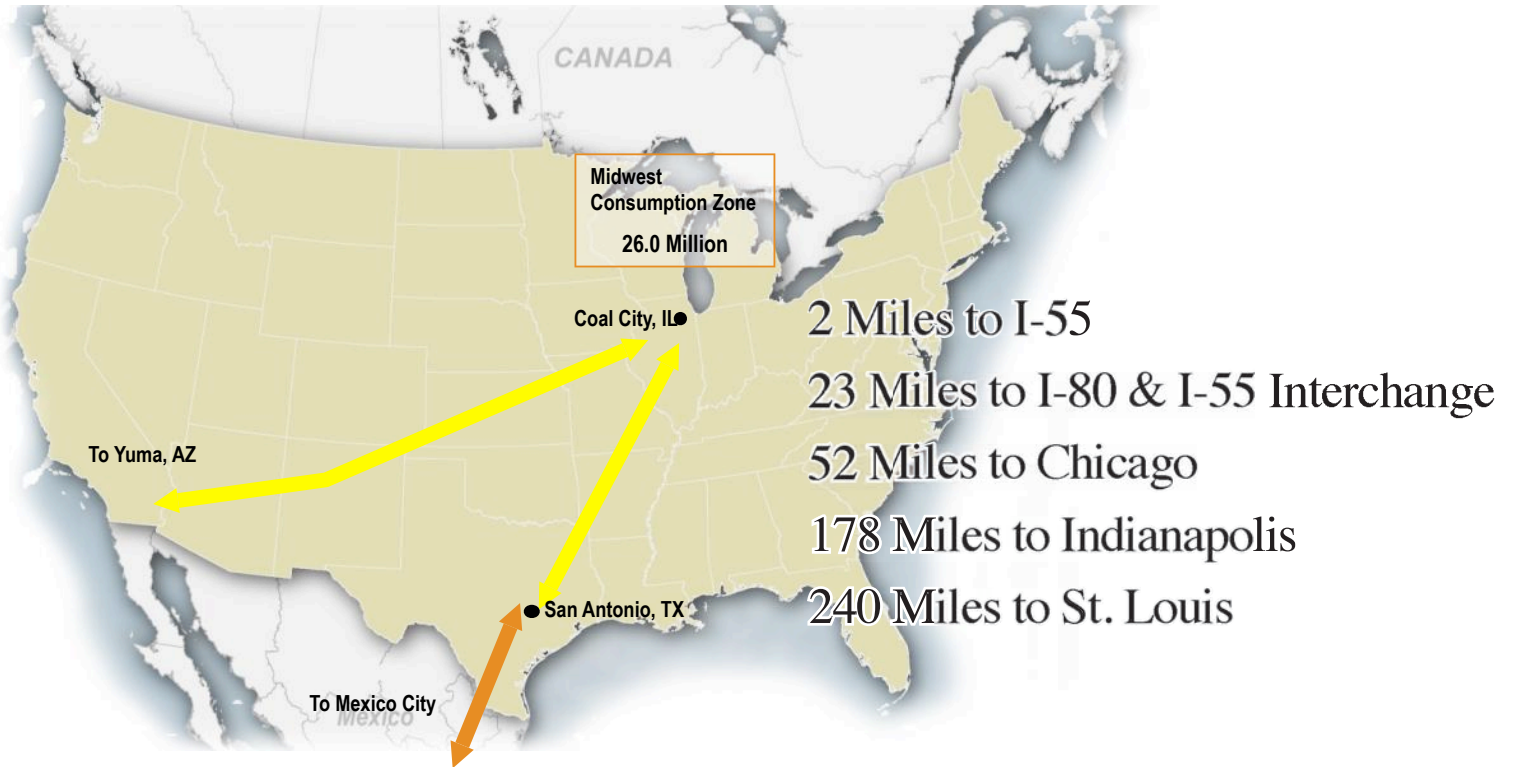 CANADA
Midwest
Consumption Zone
26.0 Million
Coal City, IL
2 Miles to I-55
23 Miles to I-80 & I-55 Interchange
To Yuma, AZ
52 Miles to Chicago
178 Miles to Indianapolis
San Antonio, TX
240 Miles to St. Louis
To Mexico City
Mexico